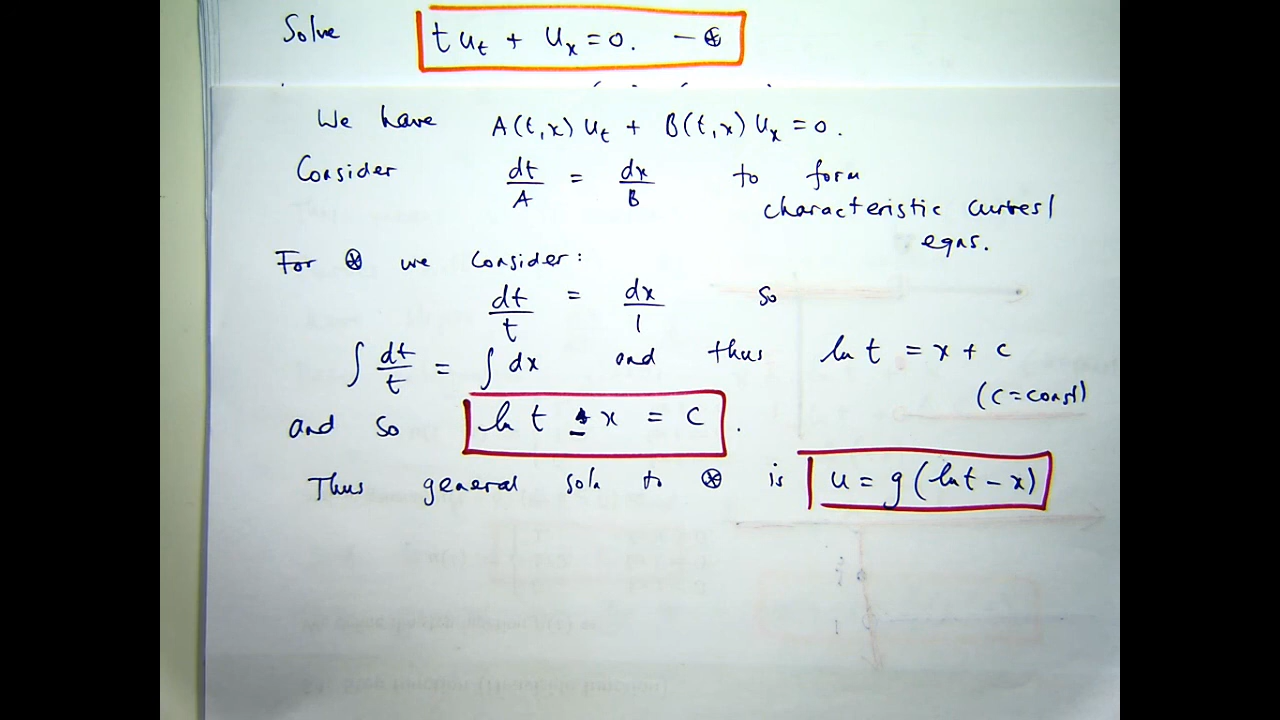 Solve t u_t + u_x = 0. — ⊛
We have A(t,x) u_t + B(t,x) u_x = 0.
Consider dt/A = dx/B to form
characteristic curves/
eqns.
For ⊛ we consider:
dt/t = dx/1 so
∫ dt/t = ∫ dx and thus ln t = x + c
(c = const)
and so ln t - x = c.
Thus general soln to ⊛ is u = g(ln t - x)